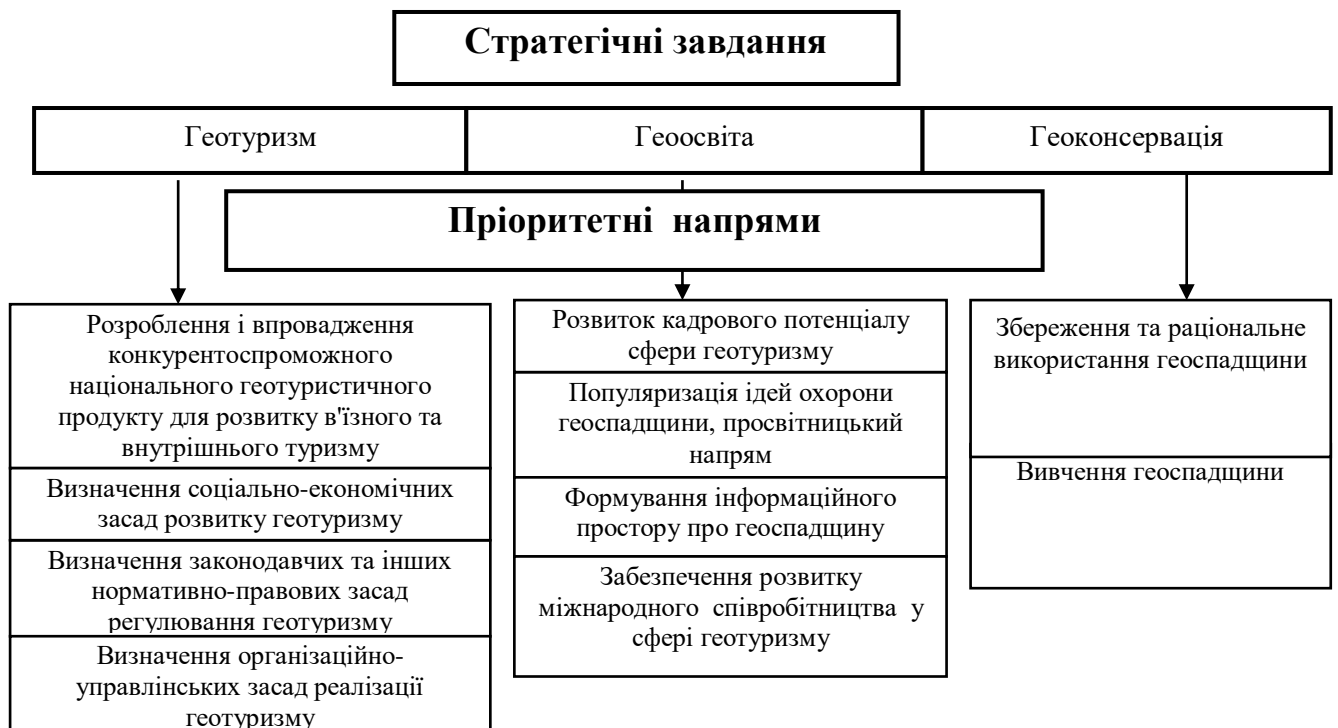 Стратегічні завдання
Геотуризм
Геоосвіта
Геоконсервація
Пріоритетні напрями
Розроблення і впровадження
конкурентоспроможного
національного геотуристичного
продукту для розвитку в'їзного та
внутрішнього туризму
Визначення соціально-економічних
засад розвитку геотуризму
Визначення законодавчих та інших
нормативно-правових засад
регулювання геотуризму
Визначення організаційно-
управлінських засад реалізації
геотуризму
Розвиток кадрового потенціалу
сфери геотуризму
Популяризація ідей охорони
геоспадщини, просвітницький
напрям
Формування інформаційного
простору про геоспадщину
Забезпечення розвитку
міжнародного співробітництва у
сфері геотуризму
Збереження та раціональне
використання геоспадщини
Вивчення геоспадщини